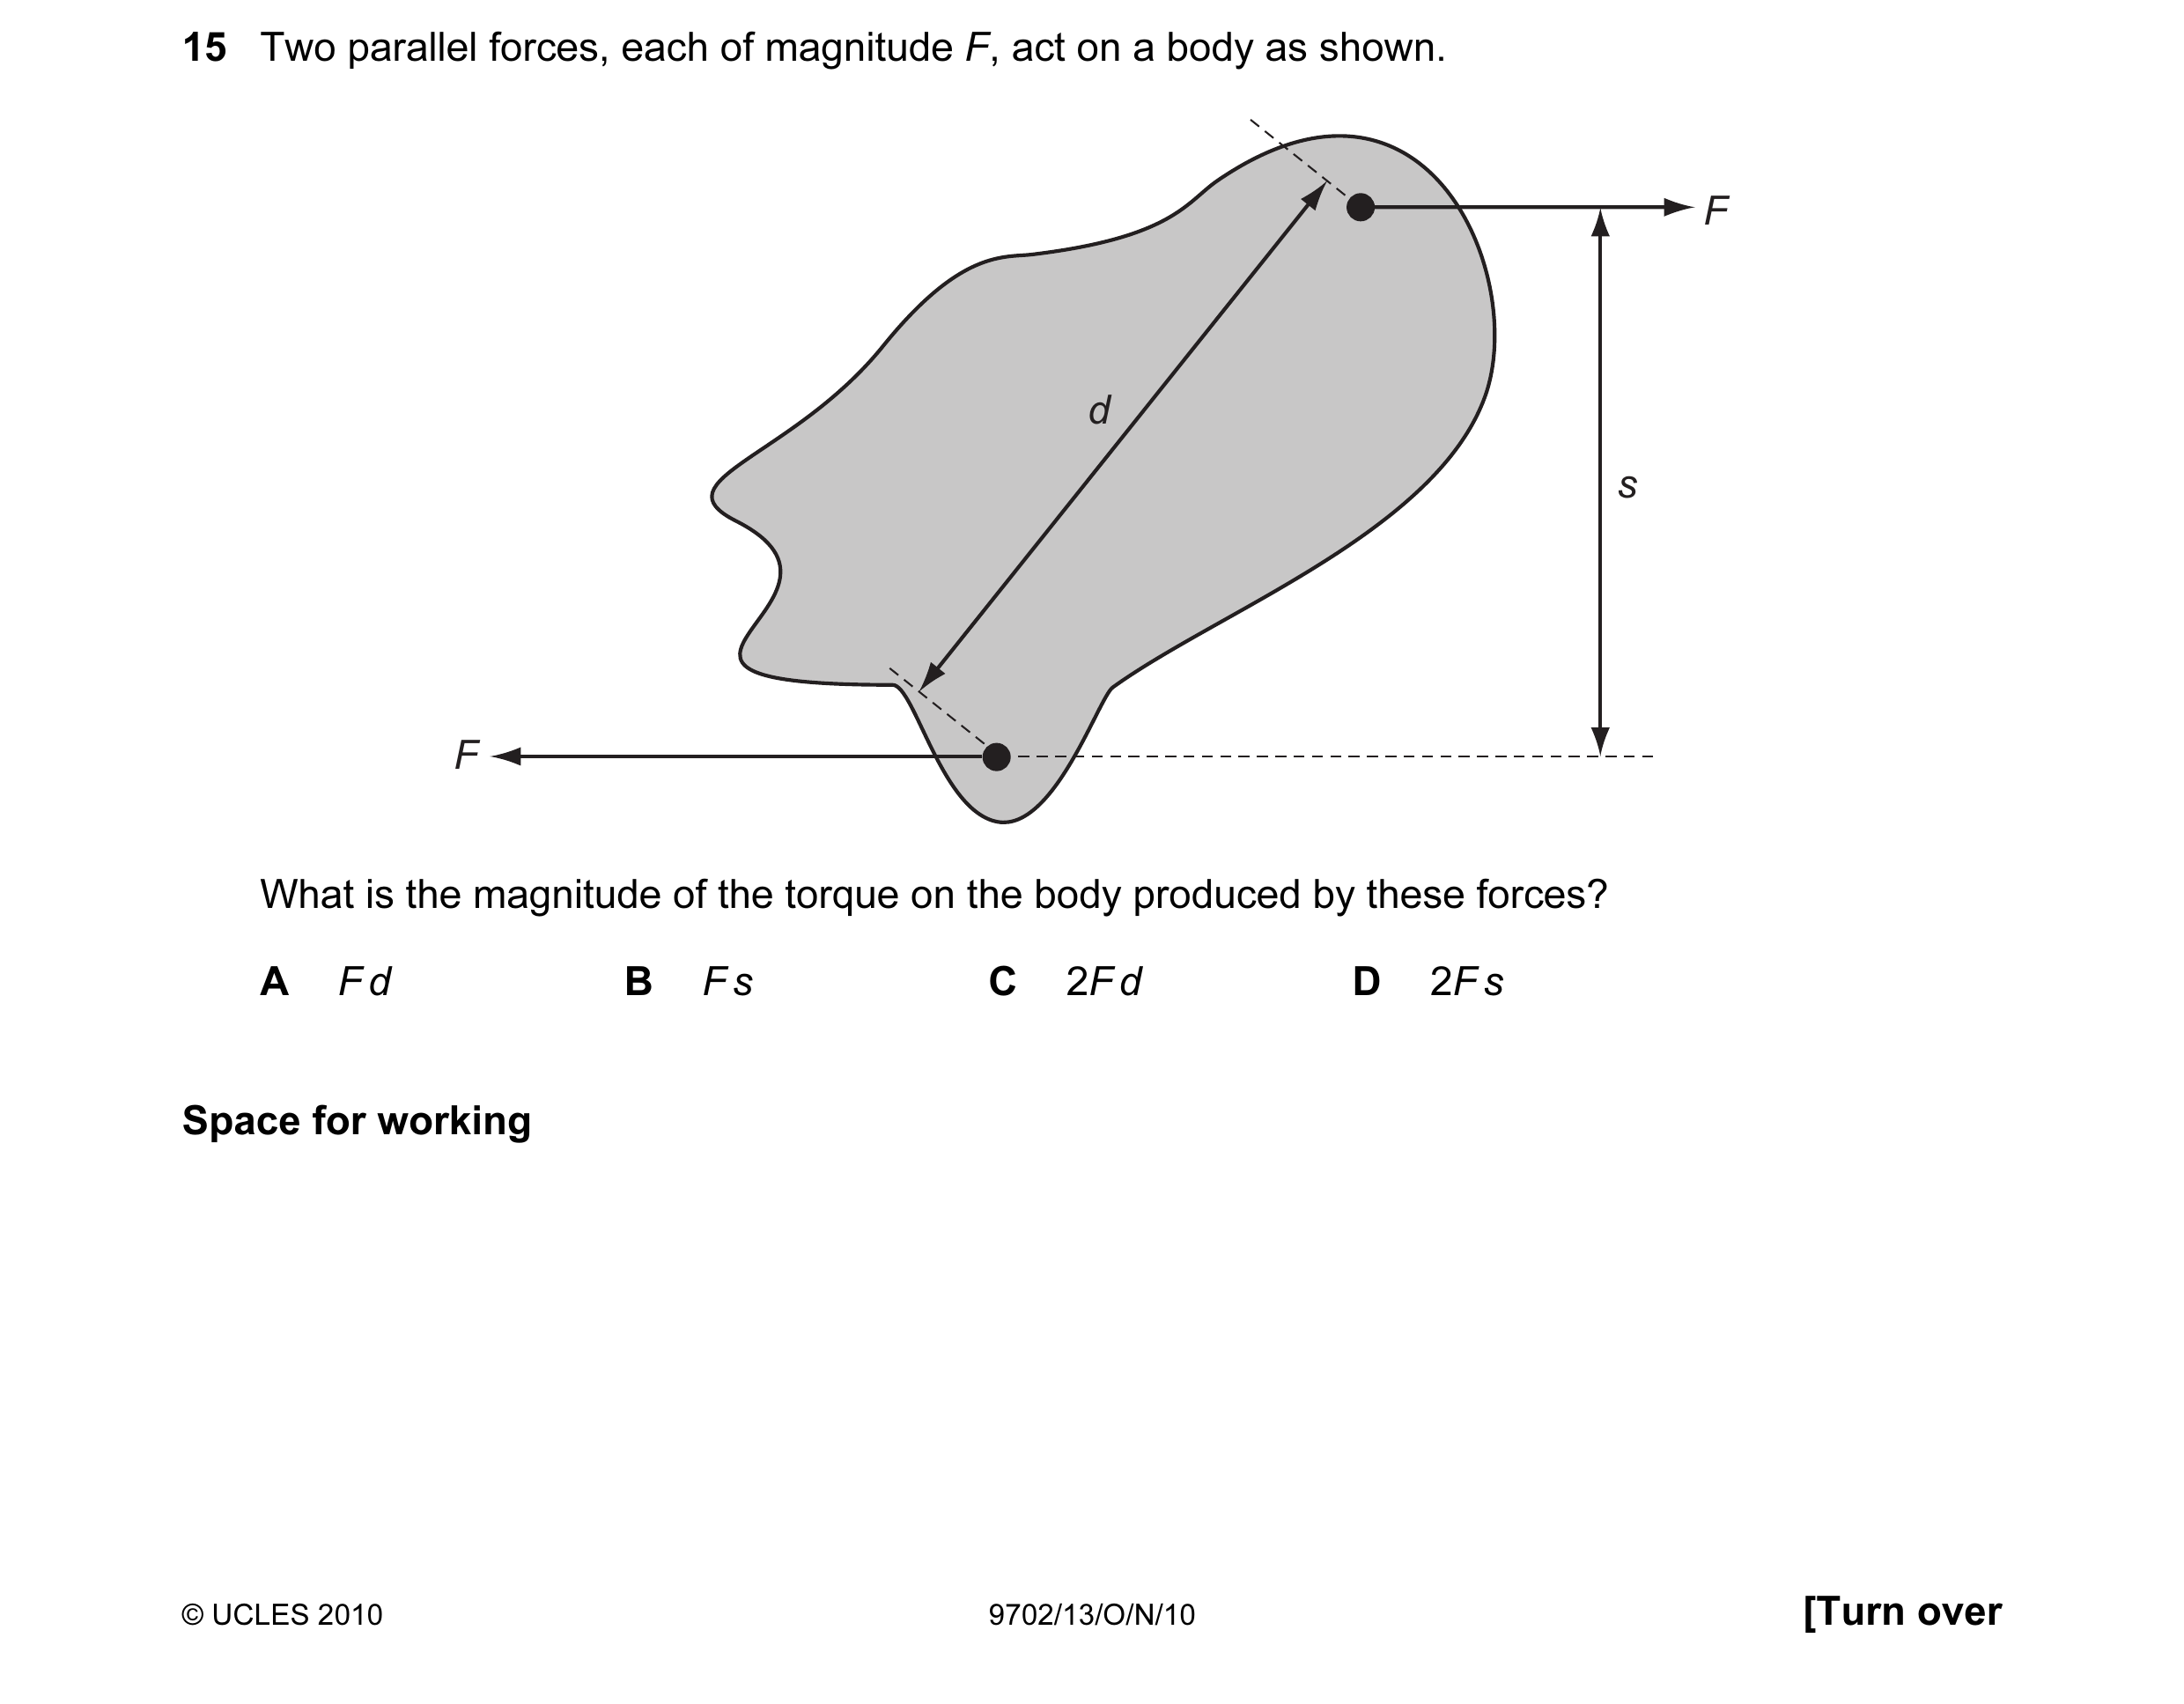 15 Two parallel forces, each of magnitude F, act on a body as shown.
F
d
s
F
What is the magnitude of the torque on the body produced by these forces?
A Fd B Fs C 2Fd D 2Fs
Space for working
© UCLES 2010 9702/13/O/N/10 [Turn over